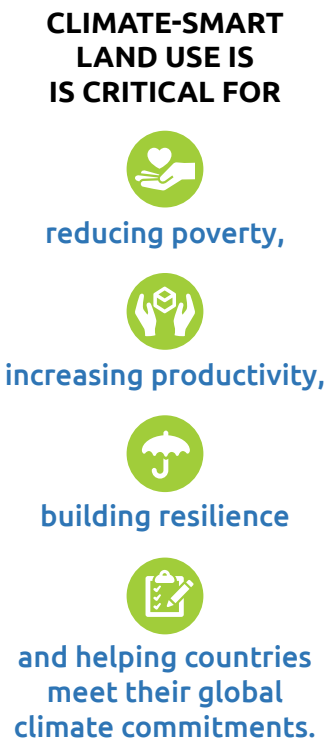 CLIMATE-SMART
LAND USE IS
IS CRITICAL FOR
reducing poverty,
increasing productivity,
building resilience
and helping countries
meet their global
climate commitments.